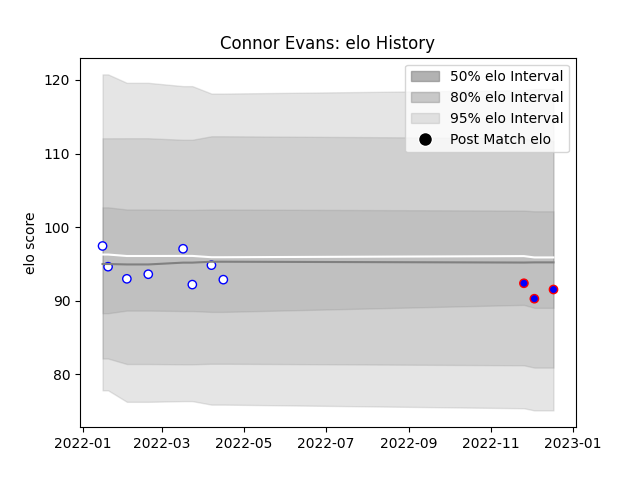 Connor Evans: elo History
50% elo Interval
80% elo Interval
95% elo Interval
Post Match elo
elo score
120
110
100
90
80
2022-01 2022-03 2022-05 2022-07 2022-09 2022-11 2023-01